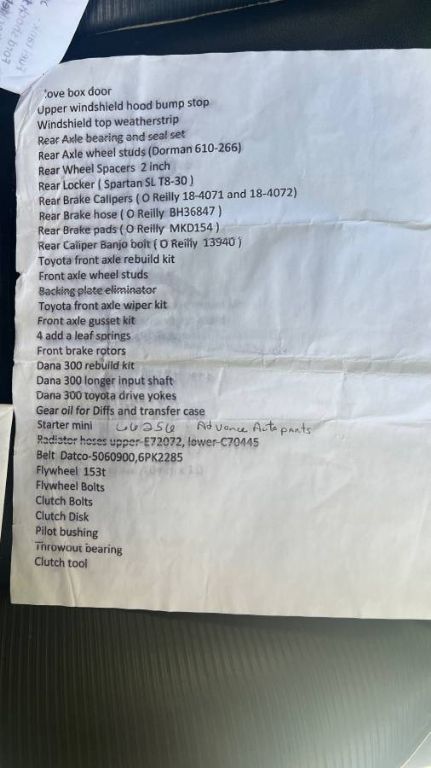 ove box door
Upper windshield hood bump stop
Windshield top weatherstrip
Rear Axle bearing and seal set
Rear Axle wheel studs (Dorman 610-266)
Rear Wheel Spacers 2 inch
Rear Locker ( Spartan SL T8-30 )
Rear Brake Calipers ( O Reilly 18-4071 and 18-4072)
Rear Brake hose ( O Reilly BH36847 )
Rear Brake pads ( O Reilly MKD154 )
Rear Caliper Banjo bolt ( O Reilly 13940 )
Toyota front axle rebuild kit
Front axle wheel studs
Backing plate eliminator
Toyota front axle wiper kit
Front axle gusset kit
4 add a leaf springs
Front brake rotors
Dana 300 rebuild kit
Dana 300 longer input shaft
Dana 300 toyota drive yokes
Gear oil for Diffs and transfer case
Starter mini 66256 Advance Autoparts
Radiator hoses upper-E72072, lower-C70445
Belt Datco-5060900,6PK2285
Flywheel 153t
Flywheel Bolts
Clutch Bolts
Clutch Disk
Pilot bushing
Throwout bearing
Clutch tool